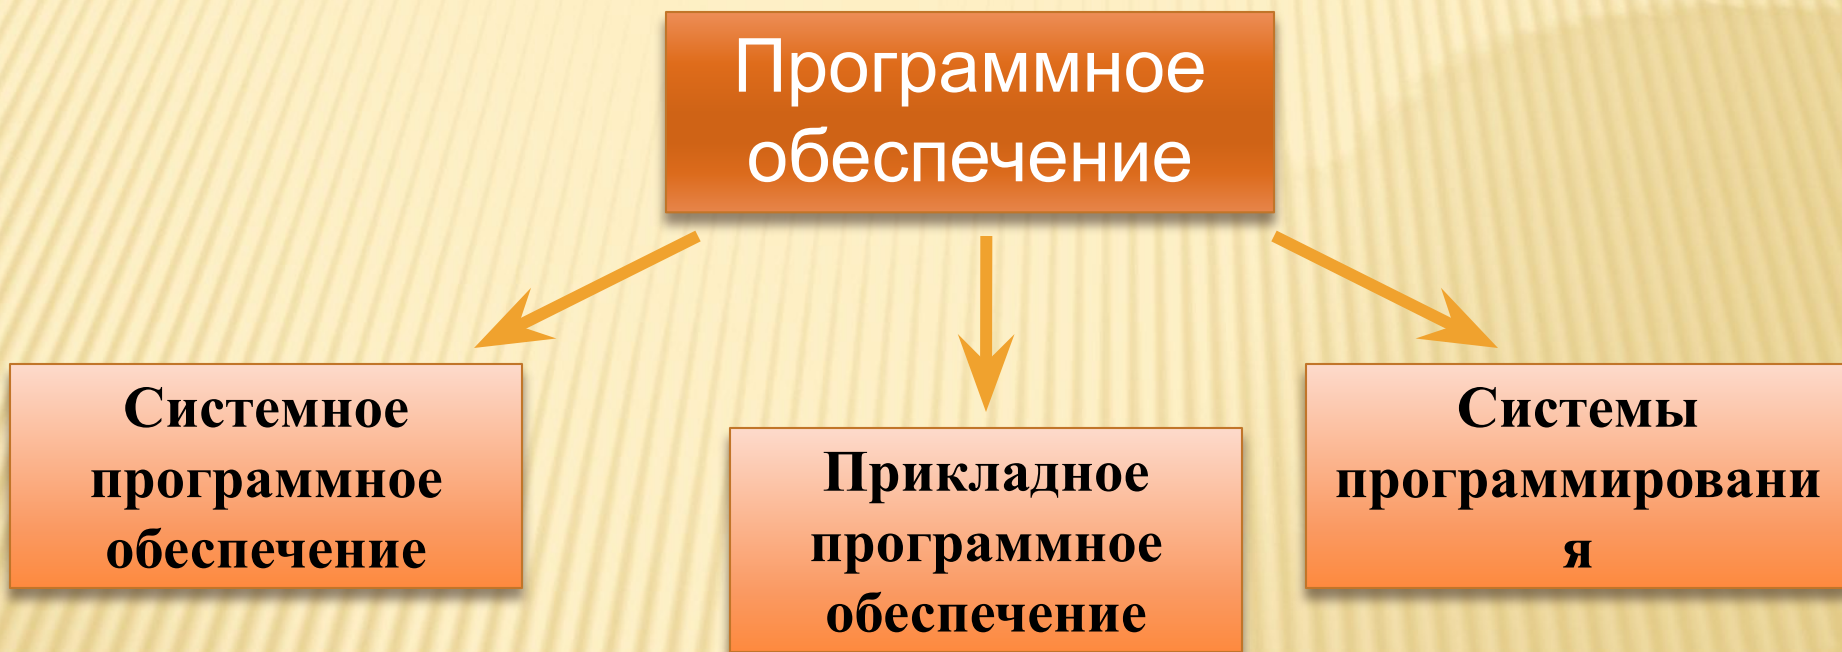 Программное
обеспечение
Системное
программное
обеспечение
Прикладное
программное
обеспечение
Системы
программировани
я